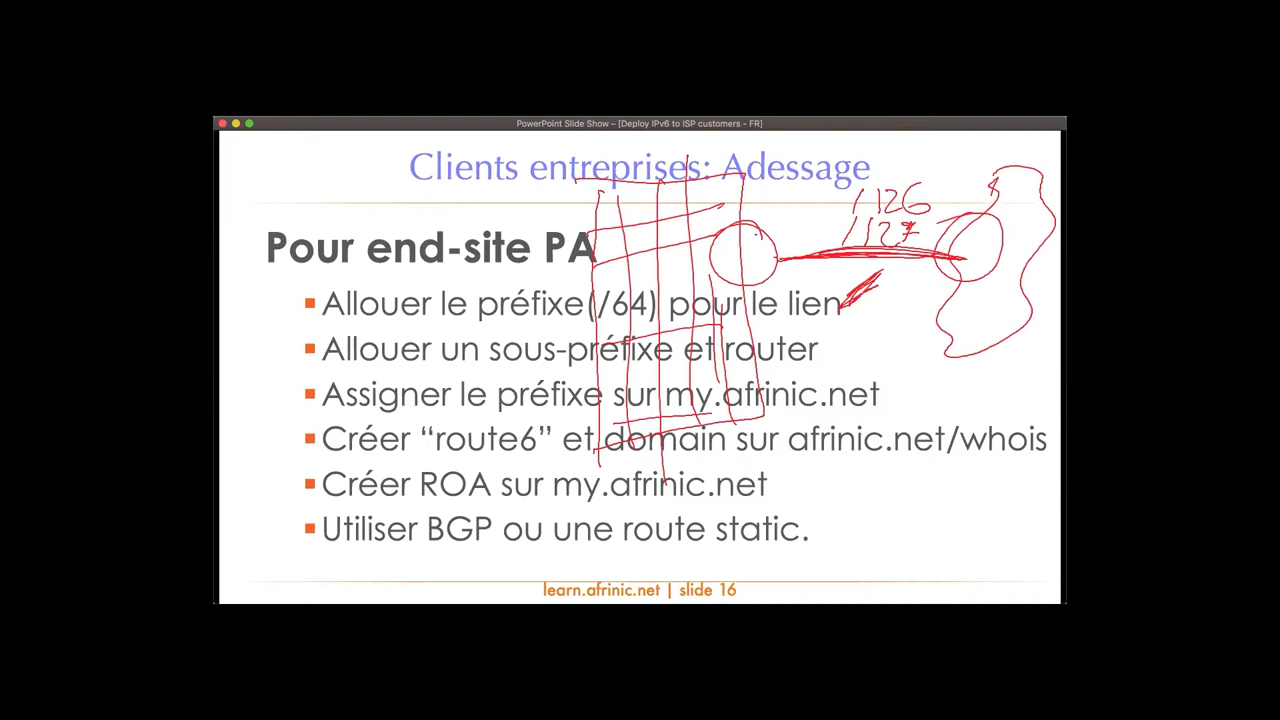 PowerPoint Slide Show – [Deploy IPv6 to ISP customers - FR]
Clients entreprises: Adessage
/126
/127
Pour end-site PA
Allouer le préfixe(/64) pour le lien
Allouer un sous-préfixe et router
Assigner le préfixe sur my.afrinic.net
Créer “route6” et domain sur afrinic.net/whois
Créer ROA sur my.afrinic.net
Utiliser BGP ou une route static.
learn.afrinic.net | slide 16